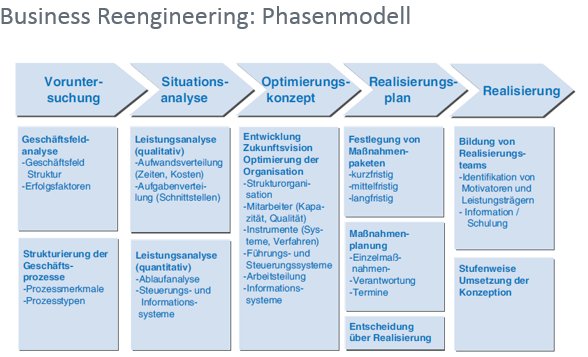 Business Reengineering: Phasenmodell
Vorunter-
suchung
Situations-
analyse
Optimierungs-
konzept
Realisierungs-
plan
Realisierung
Geschäftsfeld-
analyse
-Geschäftsfeld
Struktur
-Erfolgsfaktoren
Strukturierung der
Geschäfts-
prozesse
-Prozessmerkmale
-Prozesstypen
Leistungsanalyse
(qualitativ)
-Aufwandsverteilung
(Zeiten, Kosten)
-Aufgabenvertei-
lung (Schnittstellen)
Leistungsanalyse
(quantitativ)
-Ablaufanalyse
-Steuerungs- und
Informations-
systeme
Entwicklung
Zukunftsvision
Optimierung der
Organisation
-Strukturorgani-
sation
-Mitarbeiter (Kapa-
zität, Qualität)
-Instrumente (Sys-
teme, Verfahren)
-Führungs- und
Steuerungssysteme
-Arbeitsteilung
-Informations-
systeme
Festlegung von
Maßnahmen-
paketen
-kurzfristig
-mittelfristig
-langfristig
Maßnahmen-
planung
-Einzelmaß-
nahmen-
-Verantwortung
-Termine
Entscheidung
über Realisierung
Bildung von
Realisierungs-
teams
-Identifikation von
Motivatoren und
Leistungsträgern
- Information /
Schulung
Stufenweise
Umsetzung der
Konzeption